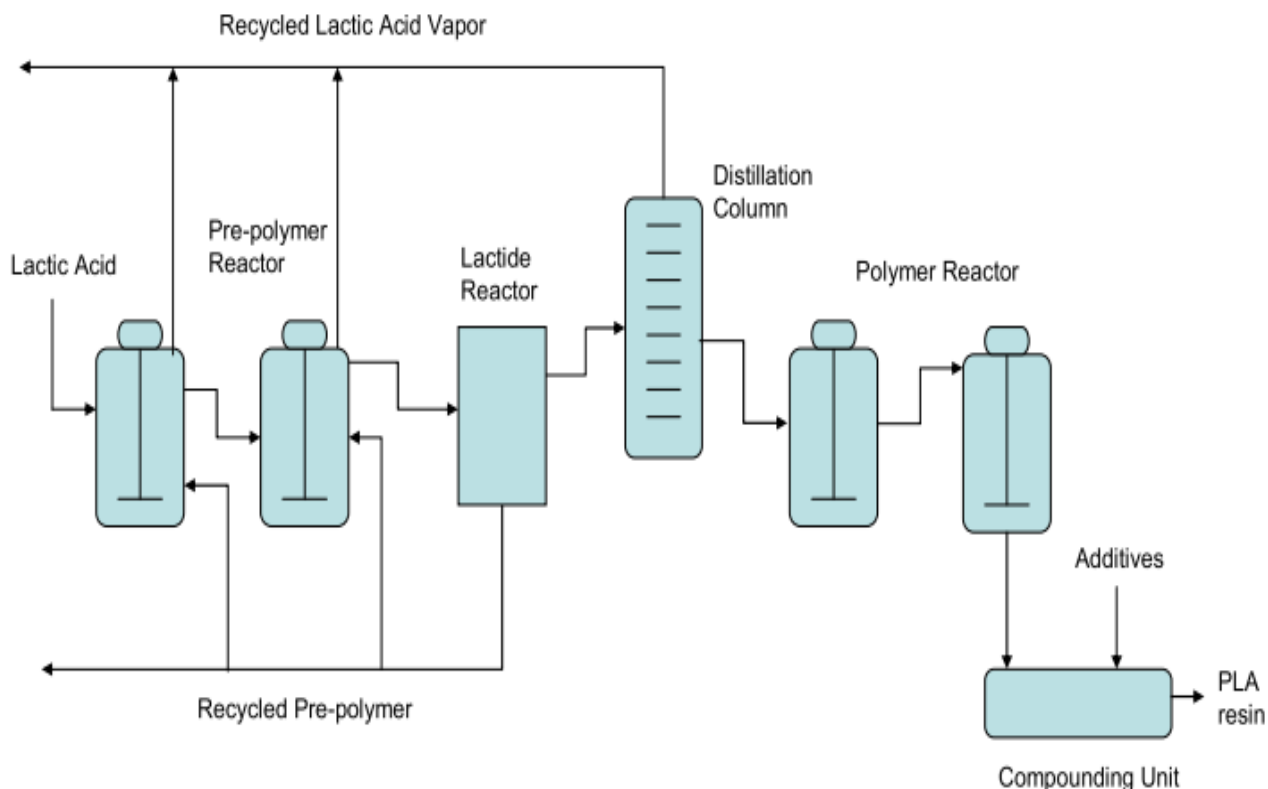 Recycled Lactic Acid Vapor
Distillation
Column
Pre-polymer
Reactor
Lactic Acid
Lactide
Reactor
Polymer Reactor
Additives
PLA
resin
Recycled Pre-polymer
Compounding Unit